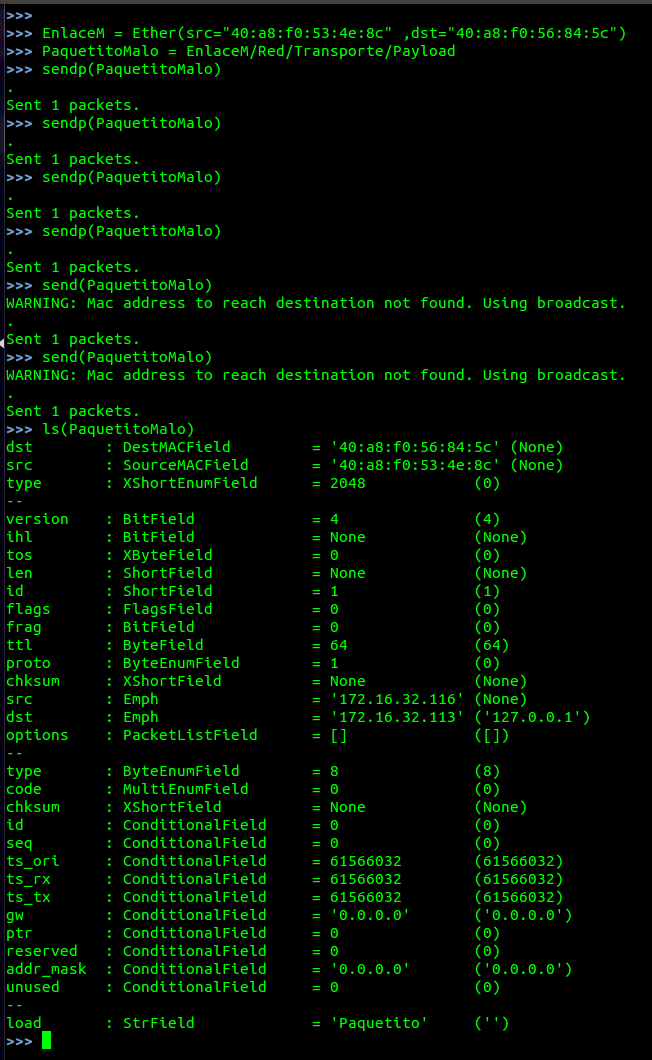 >>>
>>> EnlaceM = Ether(src="40:a8:f0:53:4e:8c" ,dst="40:a8:f0:56:84:5c")
>>> PaquetitoMalo = EnlaceM/Red/Transporte/Payload
>>> sendp(PaquetitoMalo)
.
Sent 1 packets.
>>> sendp(PaquetitoMalo)
.
Sent 1 packets.
>>> sendp(PaquetitoMalo)
.
Sent 1 packets.
>>> sendp(PaquetitoMalo)
.
Sent 1 packets.
>>> send(PaquetitoMalo)
WARNING: Mac address to reach destination not found. Using broadcast.
.
Sent 1 packets.
>>> send(PaquetitoMalo)
WARNING: Mac address to reach destination not found. Using broadcast.
.
Sent 1 packets.
>>> ls(PaquetitoMalo)
dst        : DestMACField         = '40:a8:f0:56:84:5c' (None)
src        : SourceMACField       = '40:a8:f0:53:4e:8c' (None)
type       : XShortEnumField      = 2048            (0)
--
version    : BitField             = 4               (4)
ihl        : BitField             = None            (None)
tos        : XByteField           = 0               (0)
len        : ShortField           = None            (None)
id         : ShortField           = 1               (1)
flags      : FlagsField           = 0               (0)
frag       : BitField             = 0               (0)
ttl        : ByteField            = 64              (64)
proto      : ByteEnumField        = 1               (0)
chksum     : XShortField          = None            (None)
src        : Emph                 = '172.16.32.116' (None)
dst        : Emph                 = '172.16.32.113' ('127.0.0.1')
options    : PacketListField      = []              ([])
--
type       : ByteEnumField        = 8               (8)
code       : MultiEnumField       = 0               (0)
chksum     : XShortField          = None            (None)
id         : ConditionalField     = 0               (0)
seq        : ConditionalField     = 0               (0)
ts_ori     : ConditionalField     = 61566032        (61566032)
ts_rx      : ConditionalField     = 61566032        (61566032)
ts_tx      : ConditionalField     = 61566032        (61566032)
gw         : ConditionalField     = '0.0.0.0'       ('0.0.0.0')
ptr        : ConditionalField     = 0               (0)
reserved   : ConditionalField     = 0               (0)
addr_mask  : ConditionalField     = '0.0.0.0'       ('0.0.0.0')
unused     : ConditionalField     = 0               (0)
--
load       : StrField             = 'Paquetito'     ('')
>>>